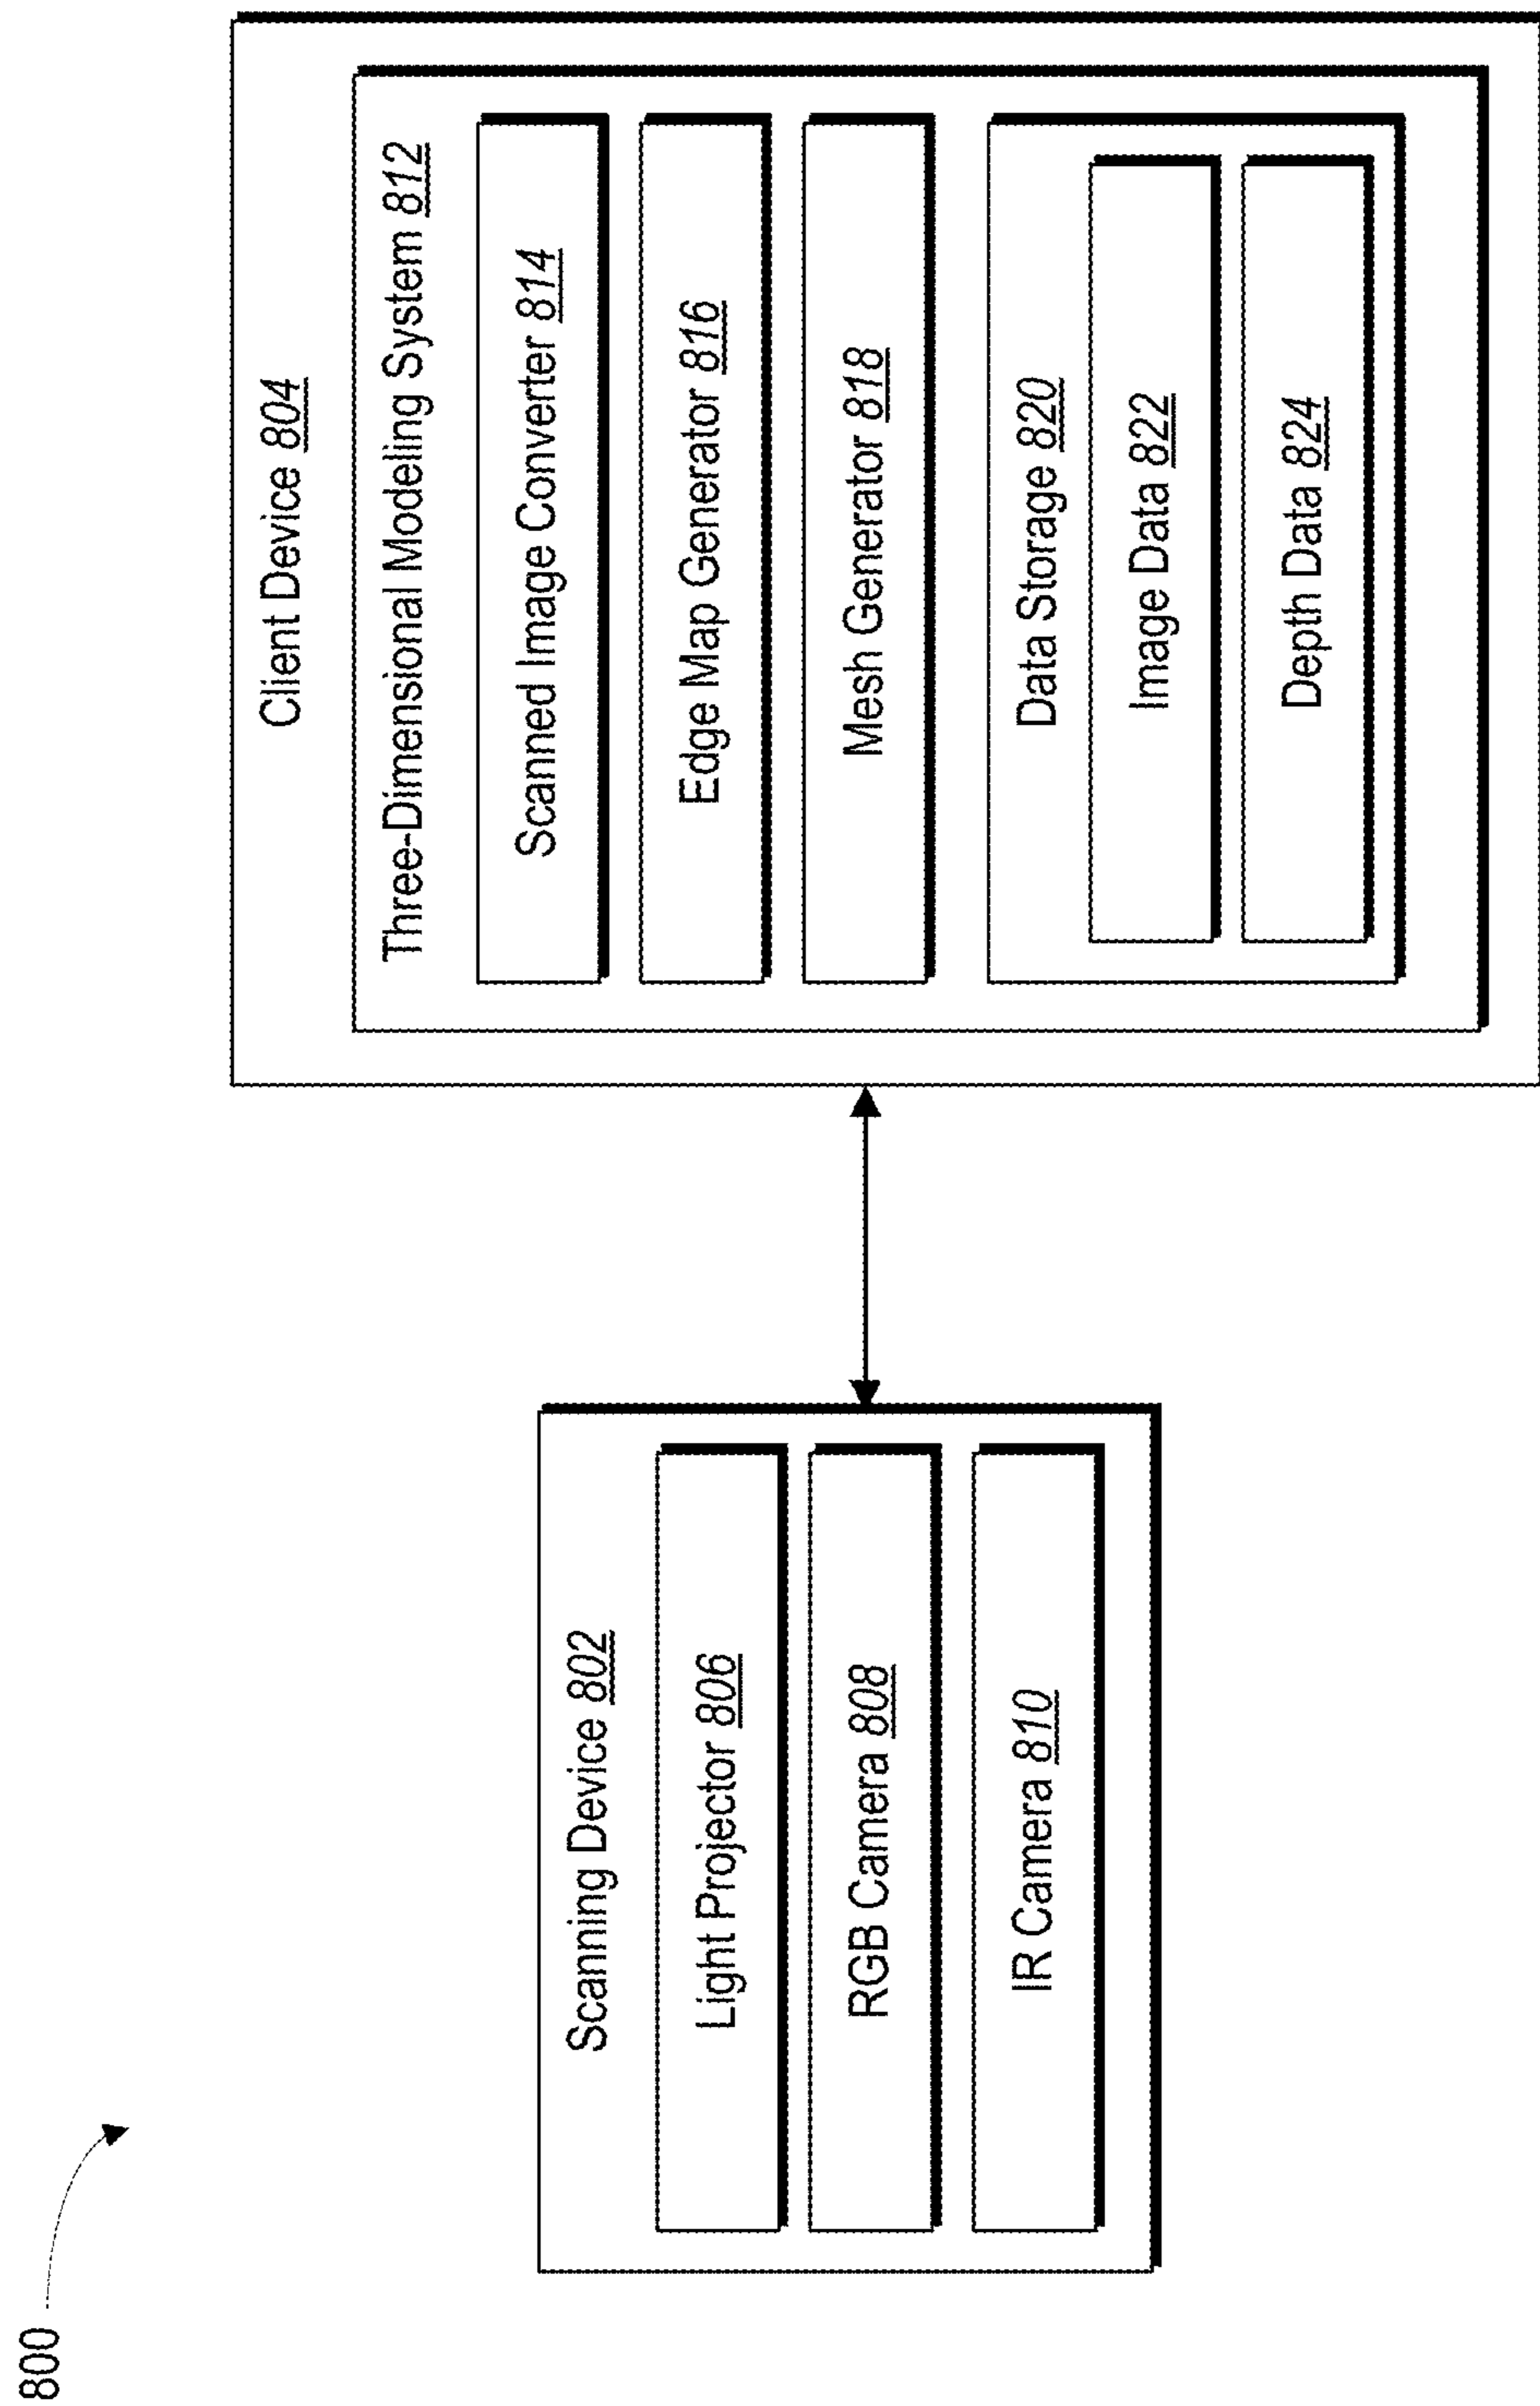 800
Scanning Device 802
Light Projector 806
RGB Camera 808
IR Camera 810
Client Device 804
Three-Dimensional Modeling System 812
Scanned Image Converter 814
Edge Map Generator 816
Mesh Generator 818
Data Storage 820
Image Data 822
Depth Data 824